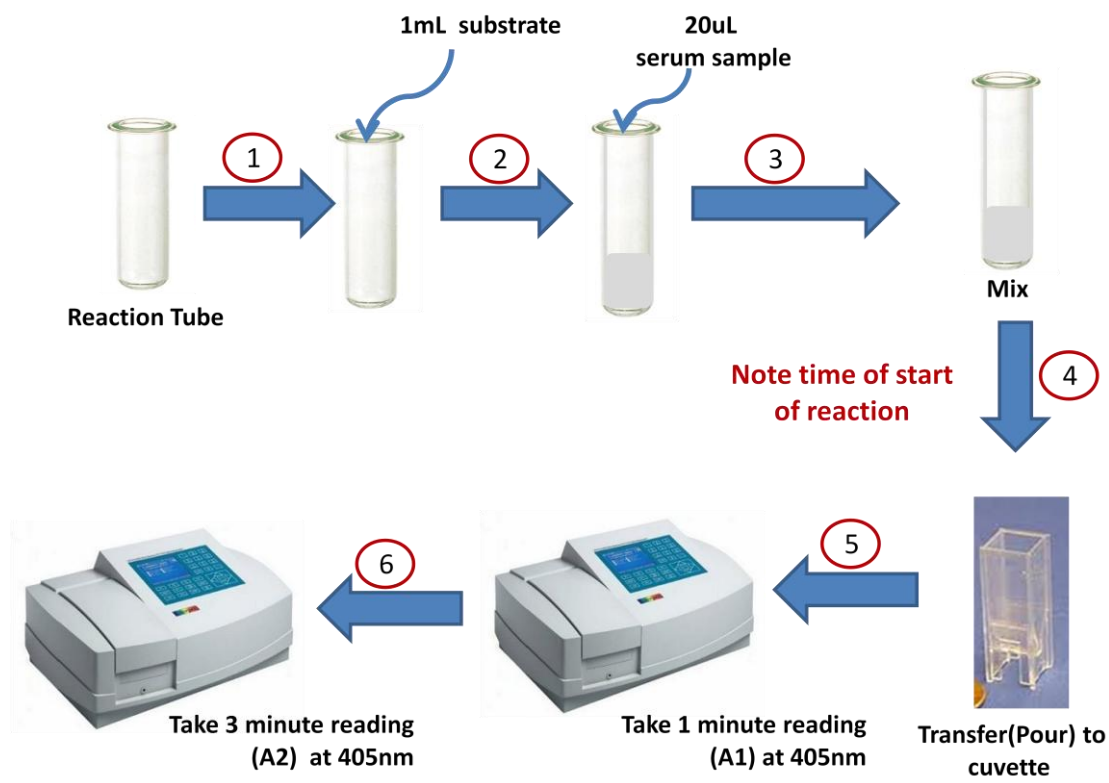 1mL substrate
20uL
serum sample
1
2
3
Reaction Tube
Mix
Note time of start
of reaction
4
5
6
Take 3 minute reading
(A2) at 405nm
Take 1 minute reading
(A1) at 405nm
Transfer(Pour) to
cuvette